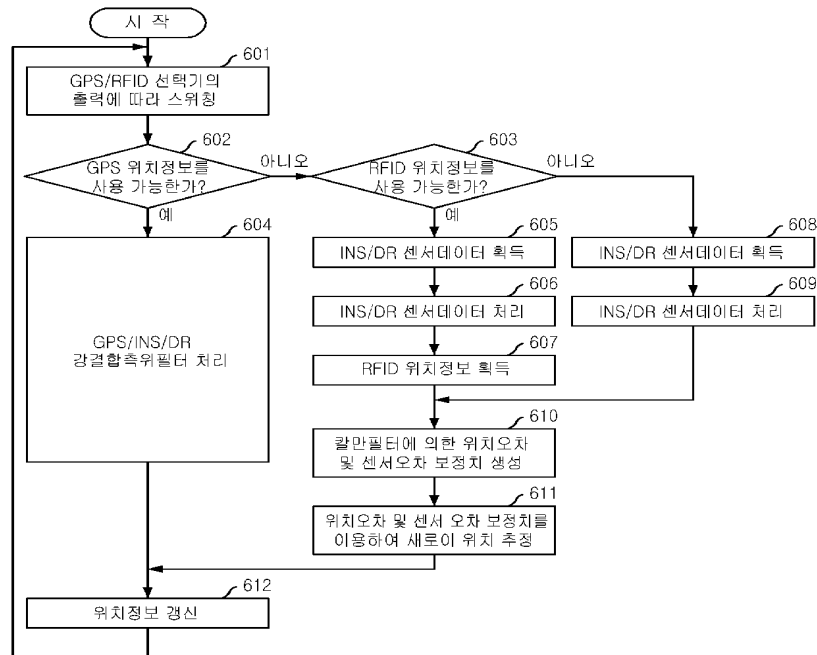 시 작
601
GPS/RFID 선택기의
출력에 따라 스위칭
602
GPS 위치정보를
사용 가능한가?
아니오
예
603
RFID 위치정보를
사용 가능한가?
아니오
예
604
GPS/INS/DR
강결합측위필터 처리
605
INS/DR 센서데이터 획득
606
INS/DR 센서데이터 처리
607
RFID 위치정보 획득
608
INS/DR 센서데이터 획득
609
INS/DR 센서데이터 처리
610
칼만필터에 의한 위치오차
및 센서오차 보정치 생성
611
위치오차 및 센서 오차 보정치를
이용하여 새로이 위치 추정
612
위치정보 갱신